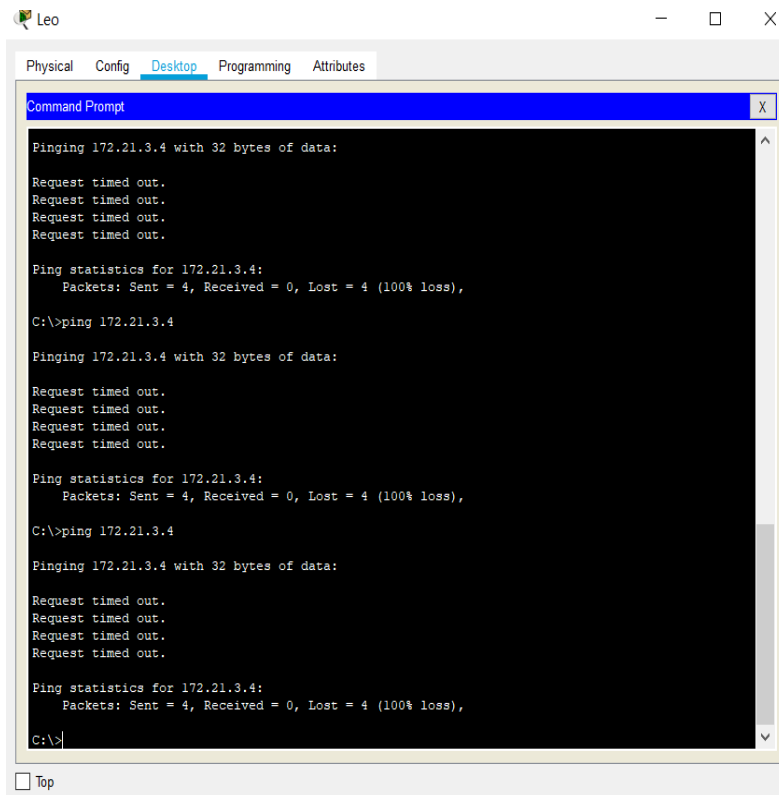 Leo
Physical Config Desktop Programming Attributes
Command Prompt
X
Pinging 172.21.3.4 with 32 bytes of data:
Request timed out.
Request timed out.
Request timed out.
Request timed out.
Ping statistics for 172.21.3.4:
Packets: Sent = 4, Received = 0, Lost = 4 (100% loss),
C:\>ping 172.21.3.4
Pinging 172.21.3.4 with 32 bytes of data:
Request timed out.
Request timed out.
Request timed out.
Request timed out.
Ping statistics for 172.21.3.4:
Packets: Sent = 4, Received = 0, Lost = 4 (100% loss),
C:\>ping 172.21.3.4
Pinging 172.21.3.4 with 32 bytes of data:
Request timed out.
Request timed out.
Request timed out.
Request timed out.
Ping statistics for 172.21.3.4:
Packets: Sent = 4, Received = 0, Lost = 4 (100% loss),
C:\>
Top